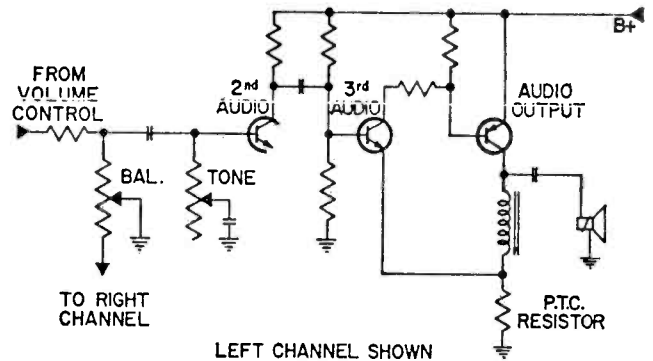 B+
FROM
VOLUME
CONTROL
2nd
AUDIO
3rd
AUDIO
AUDIO
OUTPUT
BAL.
TONE
TO RIGHT
CHANNEL
P.T.C.
RESISTOR
LEFT CHANNEL SHOWN